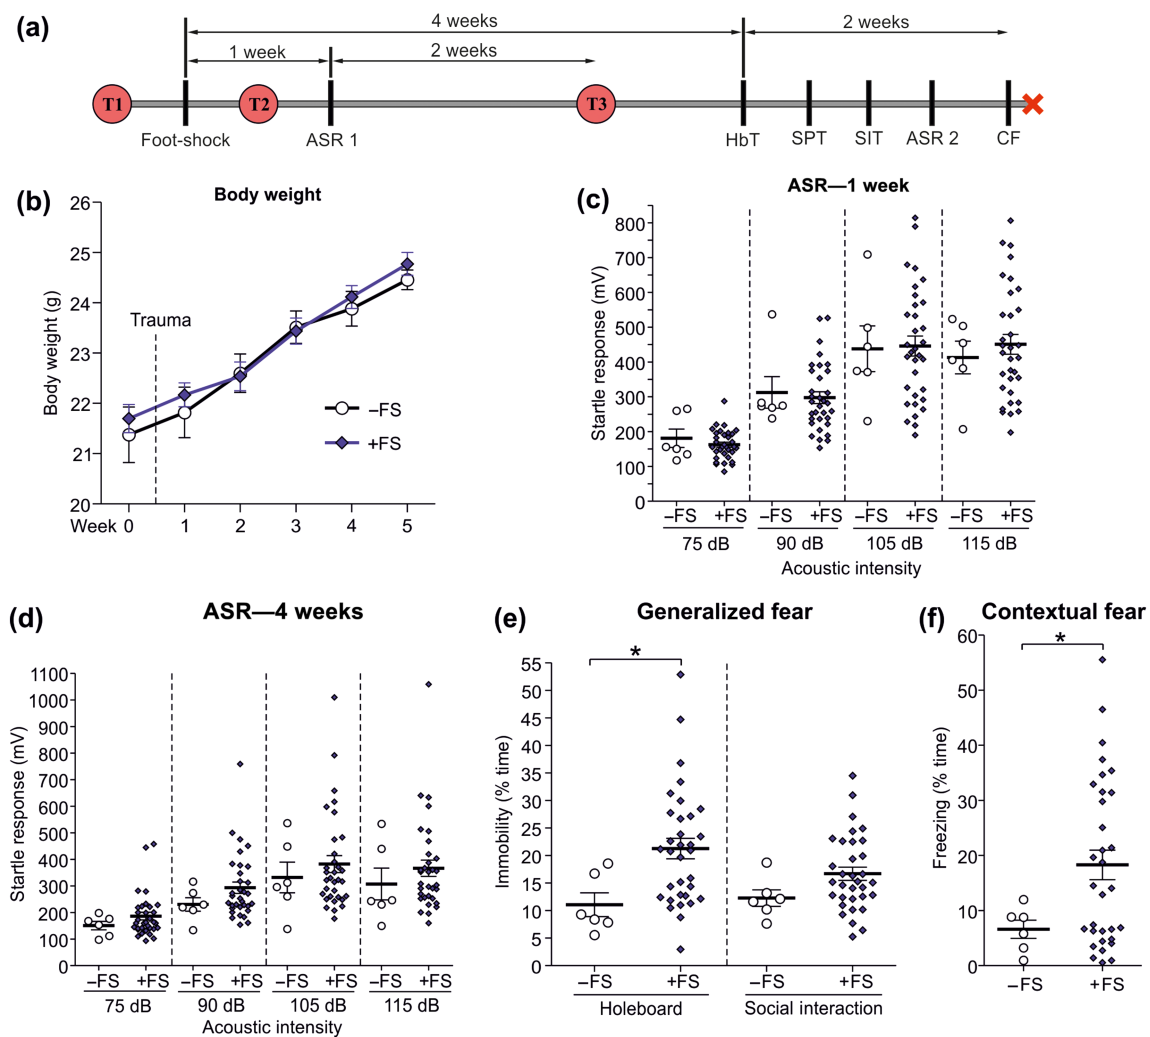 (a)
4 weeks
2 weeks
1 week
2 weeks
T1
T2
T3
Foot-shock
ASR 1
HbT
SPT
SIT
ASR 2
CF
(b)
Body weight
26
25
24
23
22
21
20
Body weight (g)
Trauma
–FS
+FS
Week 0 1 2 3 4 5
(c)
ASR—1 week
800
700
600
500
400
300
200
100
0
Startle response (mV)
–FS +FS –FS +FS –FS +FS –FS +FS
75 dB 90 dB 105 dB 115 dB
Acoustic intensity
(d)
ASR—4 weeks
1100
1000
900
800
700
600
500
400
300
200
100
0
Startle response (mV)
–FS +FS –FS +FS –FS +FS –FS +FS
75 dB 90 dB 105 dB 115 dB
Acoustic intensity
(e)
Generalized fear
*
55
50
45
40
35
30
25
20
15
10
5
0
Immobility (% time)
–FS +FS –FS +FS
Holeboard Social interaction
(f)
Contextual fear
*
60
50
40
30
20
10
0
Freezing (% time)
–FS +FS